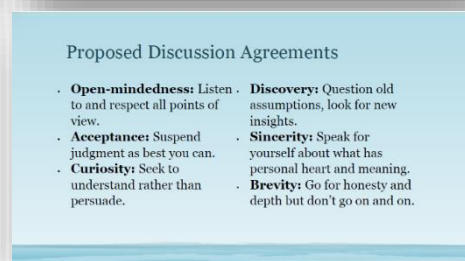 Proposed Discussion Agreements
· Open-mindedness: Listen
to and respect all points of
view.
· Acceptance: Suspend
judgment as best you can.
· Curiosity: Seek to
understand rather than
persuade.
· Discovery: Question old
assumptions, look for new
insights.
· Sincerity: Speak for
yourself about what has
personal heart and meaning.
· Brevity: Go for honesty and
depth but don't go on and on.